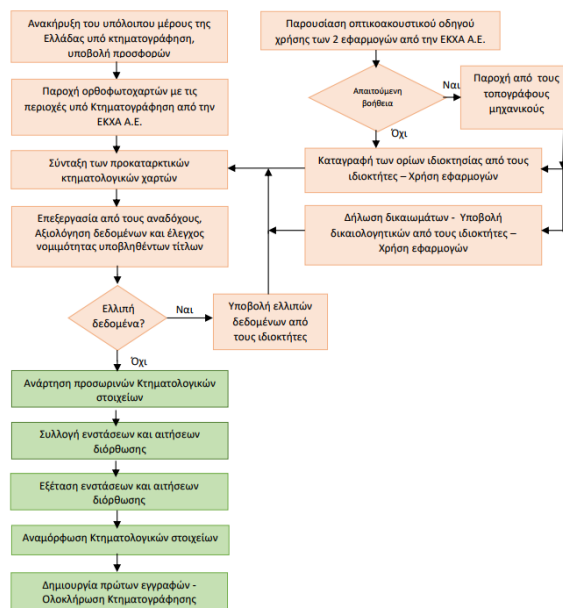 Ανακήρυξη του υπόλοιπου μέρους της
Ελλάδας υπό κτηματογράφηση,
υποβολή προσφορών
Παροχή ορθοφωτοχαρτών με τις
περιοχές υπό Κτηματογράφηση από την
ΕΚΧΑ Α.Ε.
Σύνταξη των προκαταρκτικών
κτηματολογικών χαρτών
Επεξεργασία από τους αναδόχους,
Αξιολόγηση δεδομένων και έλεγχος
νομιμότητας υποβληθέντων τίτλων
Ελλιπή
δεδομένα?
Ναι
Υποβολή ελλιπών
δεδομένων από
τους ιδιοκτήτες
Όχι
Ανάρτηση προσωρινών Κτηματολογικών
στοιχείων
Συλλογή ενστάσεων και αιτήσεων
διόρθωσης
Εξέταση ενστάσεων και αιτήσεων
διόρθωσης
Αναμόρφωση Κτηματολογικών στοιχείων
Δημιουργία πρώτων εγγραφών -
Ολοκλήρωση Κτηματογράφησης
Παρουσίαση οπτικοακουστικού οδηγού
χρήσης των 2 εφαρμογών από την ΕΚΧΑ Α.Ε.
Απαιτούμενη
βοήθεια
Ναι
Παροχή από τους
τοπογράφους
μηχανικούς
Όχι
Καταγραφή των ορίων ιδιοκτησίας από τους
ιδιοκτήτες – Χρήση εφαρμογών
Δήλωση δικαιωμάτων - Υποβολή
δικαιολογητικών από τους ιδιοκτήτες –
Χρήση εφαρμογών